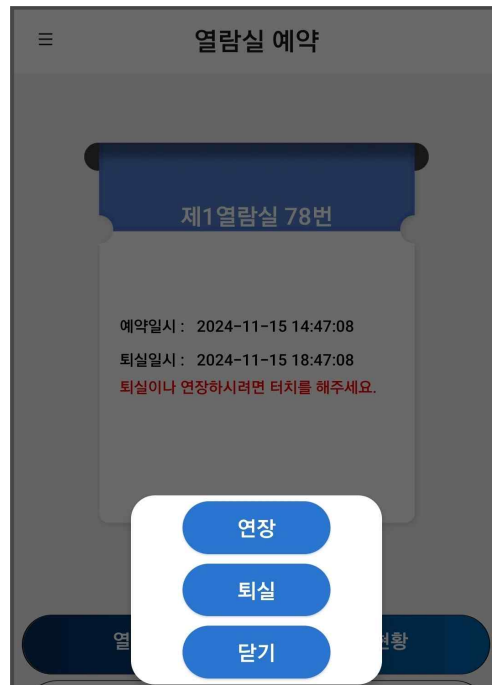 열람실 예약
제1열람실 78번
예약일시 : 2024-11-15 14:47:08
퇴실일시 : 2024-11-15 18:47:08
퇴실이나 연장하시려면 터치를 해주세요.
연장
퇴실
닫기